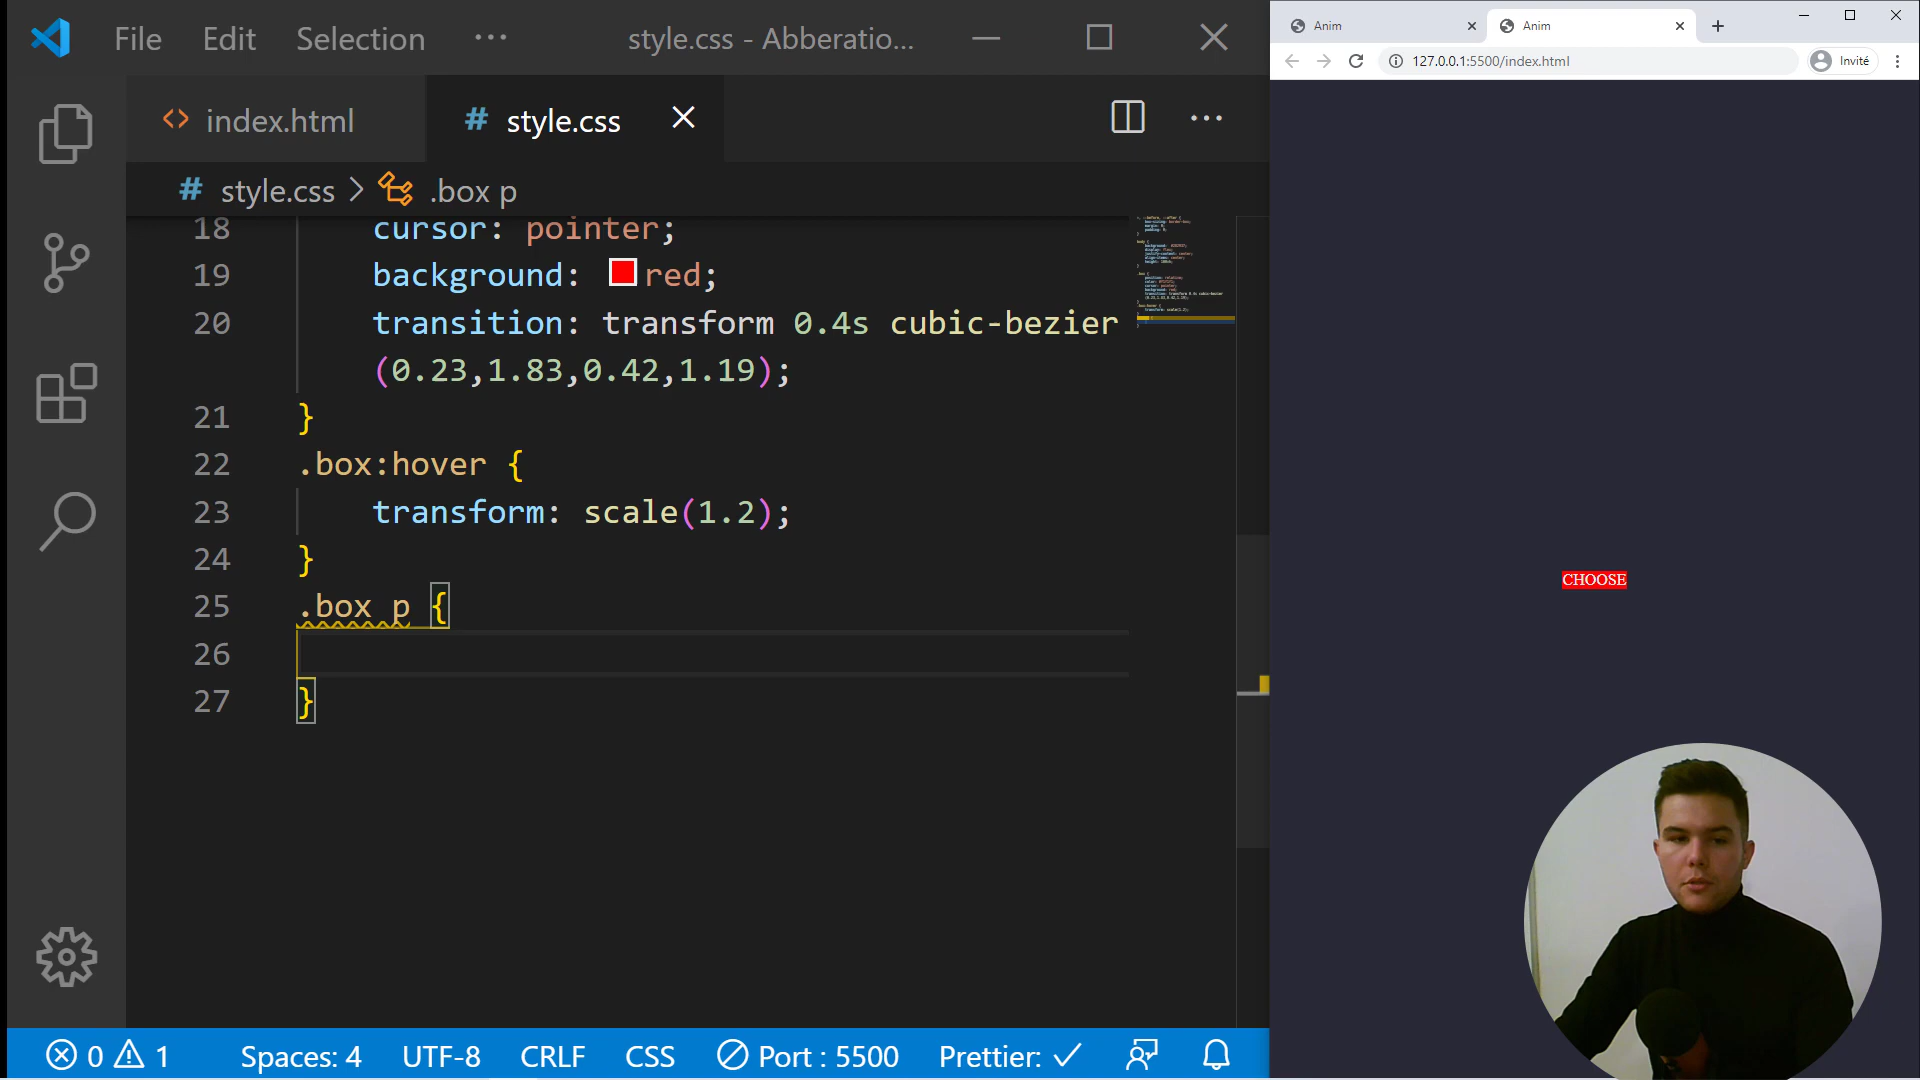 File Edit Selection ··· style.css - Abberatio...
index.html
# style.css
# style.css > .box p
18 cursor: pointer;
19 background: red;
20 transition: transform 0.4s cubic-bezier
(0.23,1.83,0.42,1.19);
21 }
22 .box:hover {
23 transform: scale(1.2);
24 }
25 .box p {
26
27 }
0 1 Spaces: 4 UTF-8 CRLF CSS Port : 5500 Prettier: ✓
Anim
Anim
127.0.0.1:5500/index.html
Invité
CHOOSE